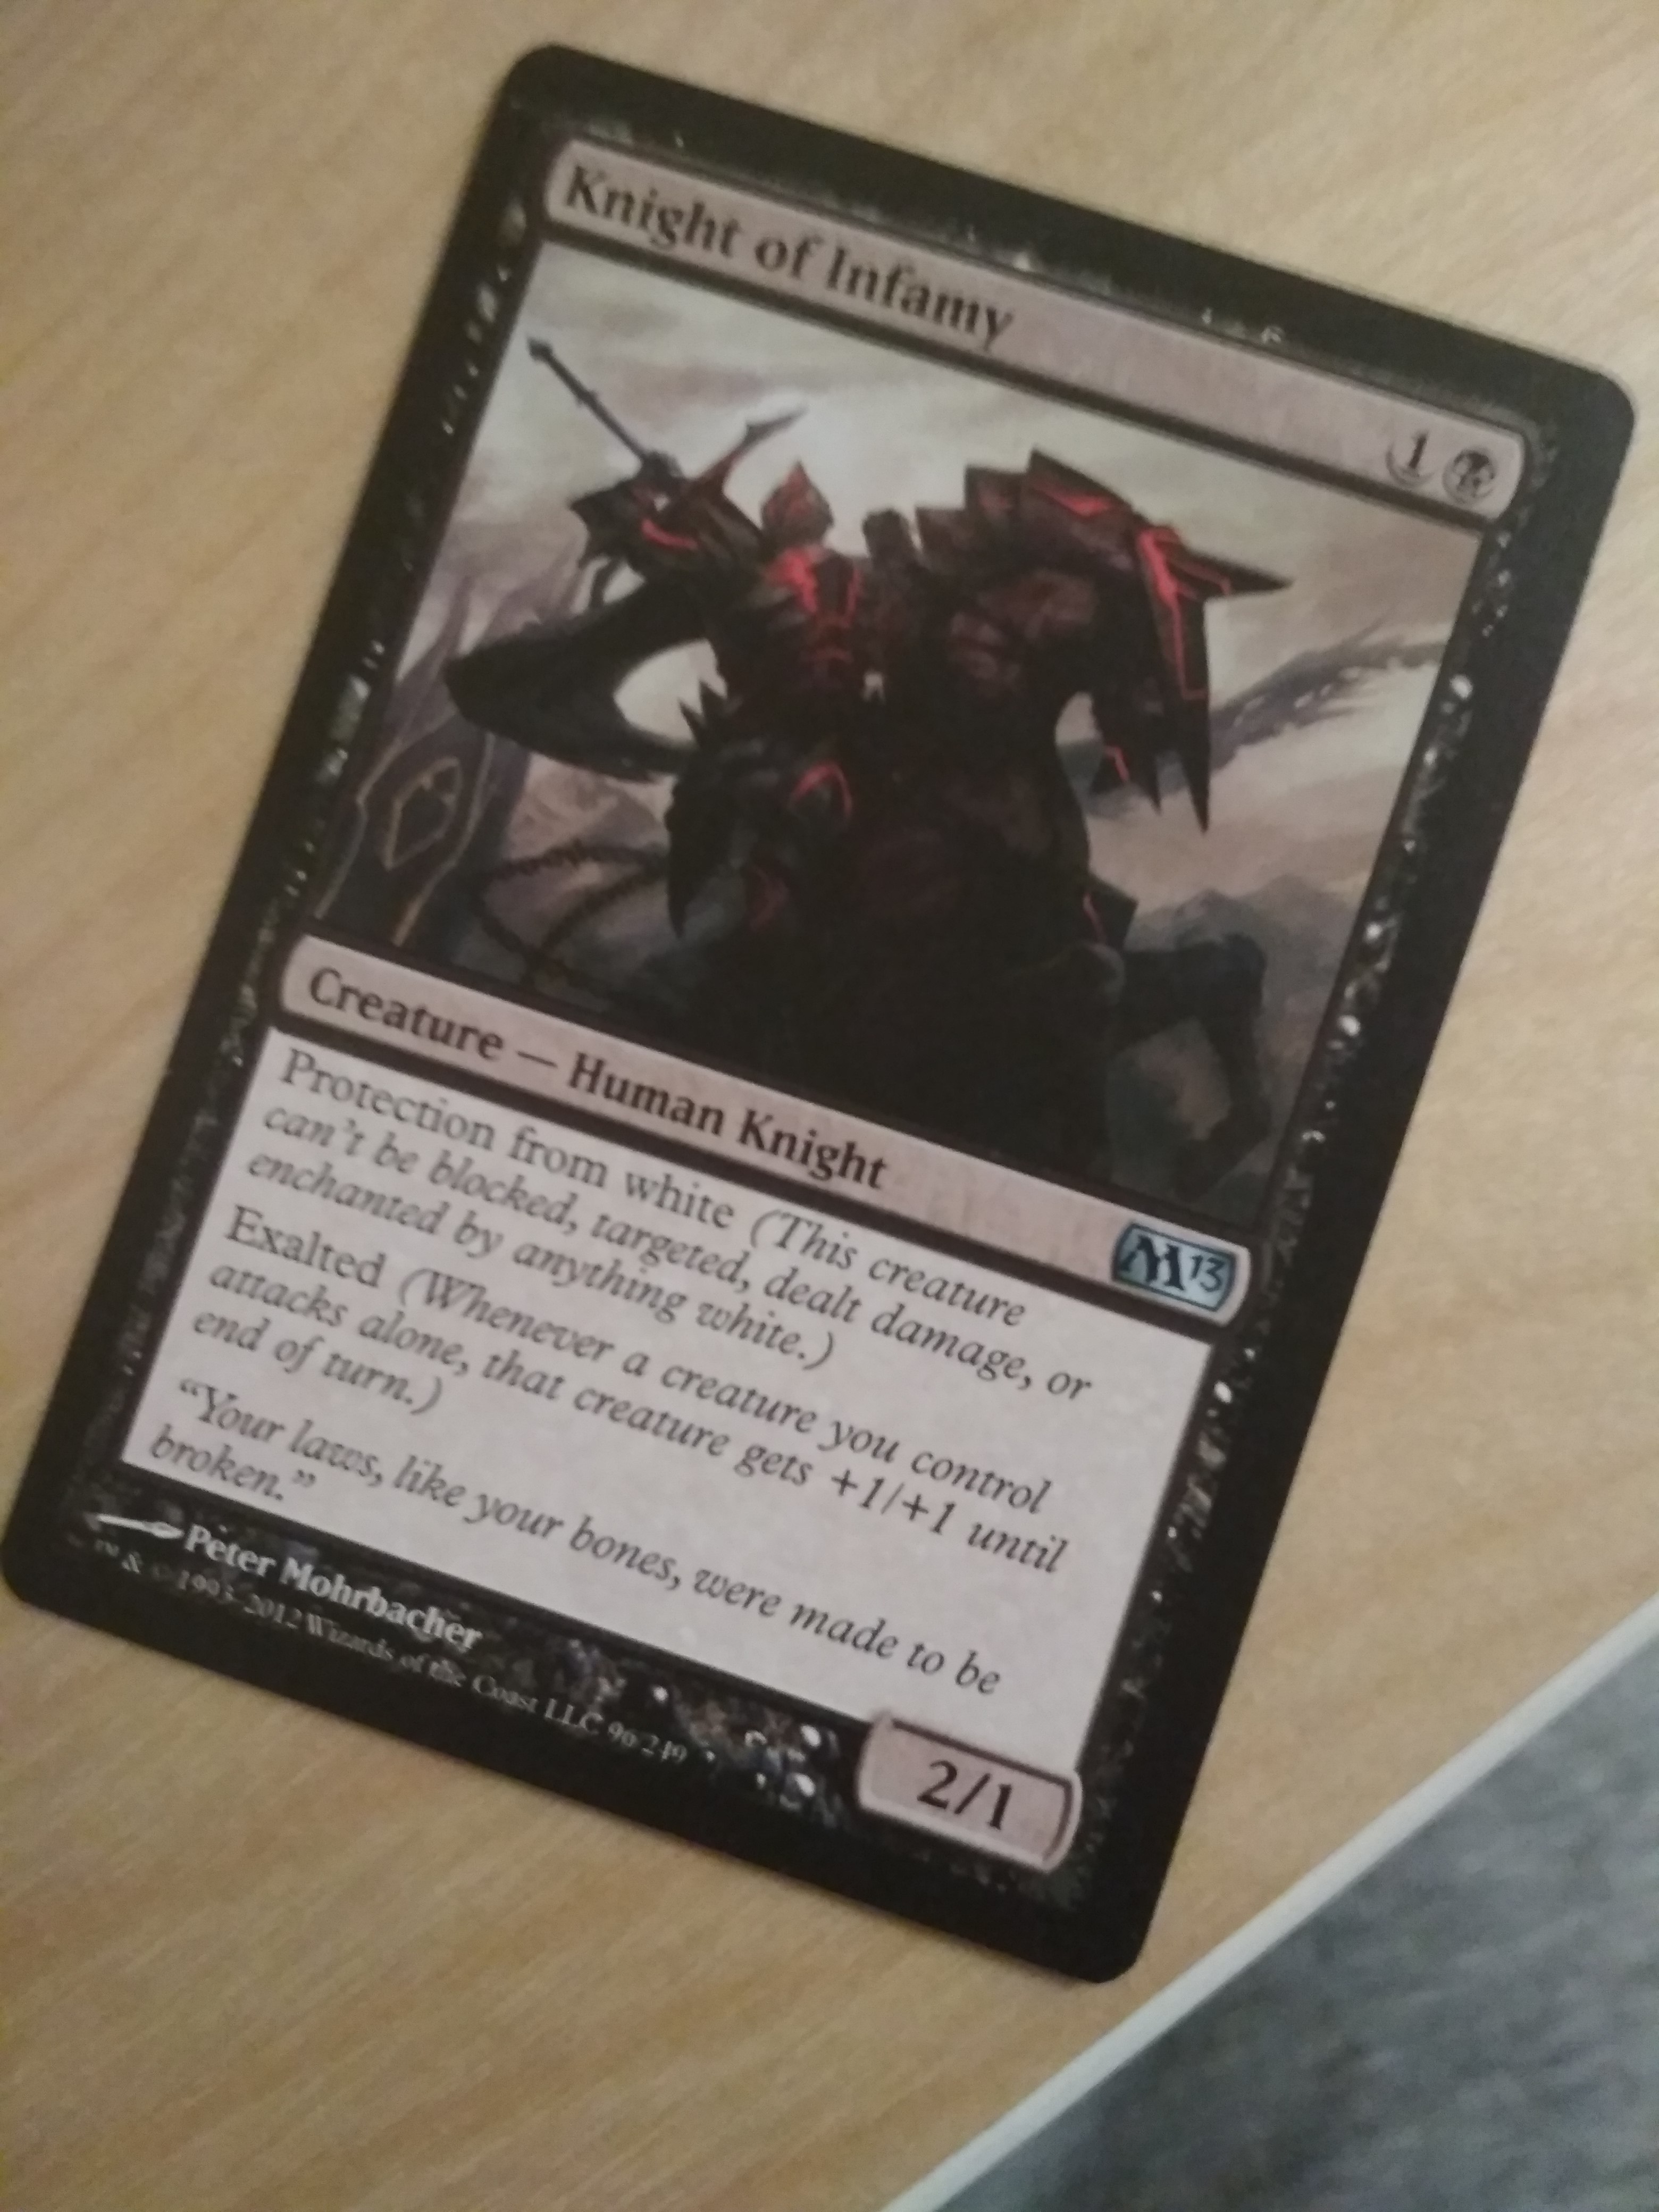 Knight of Infamy
1
Creature — Human Knight
M13
Protection from white (This creature
can't be blocked, targeted, dealt damage, or
enchanted by anything white.)
Exalted (Whenever a creature you control
attacks alone, that creature gets +1/+1 until
end of turn.)
“Your laws, like your bones, were made to be
broken.”
Peter Mohrbacher
™ & © 1993-2012 Wizards of the Coast LLC 96/249
2/1